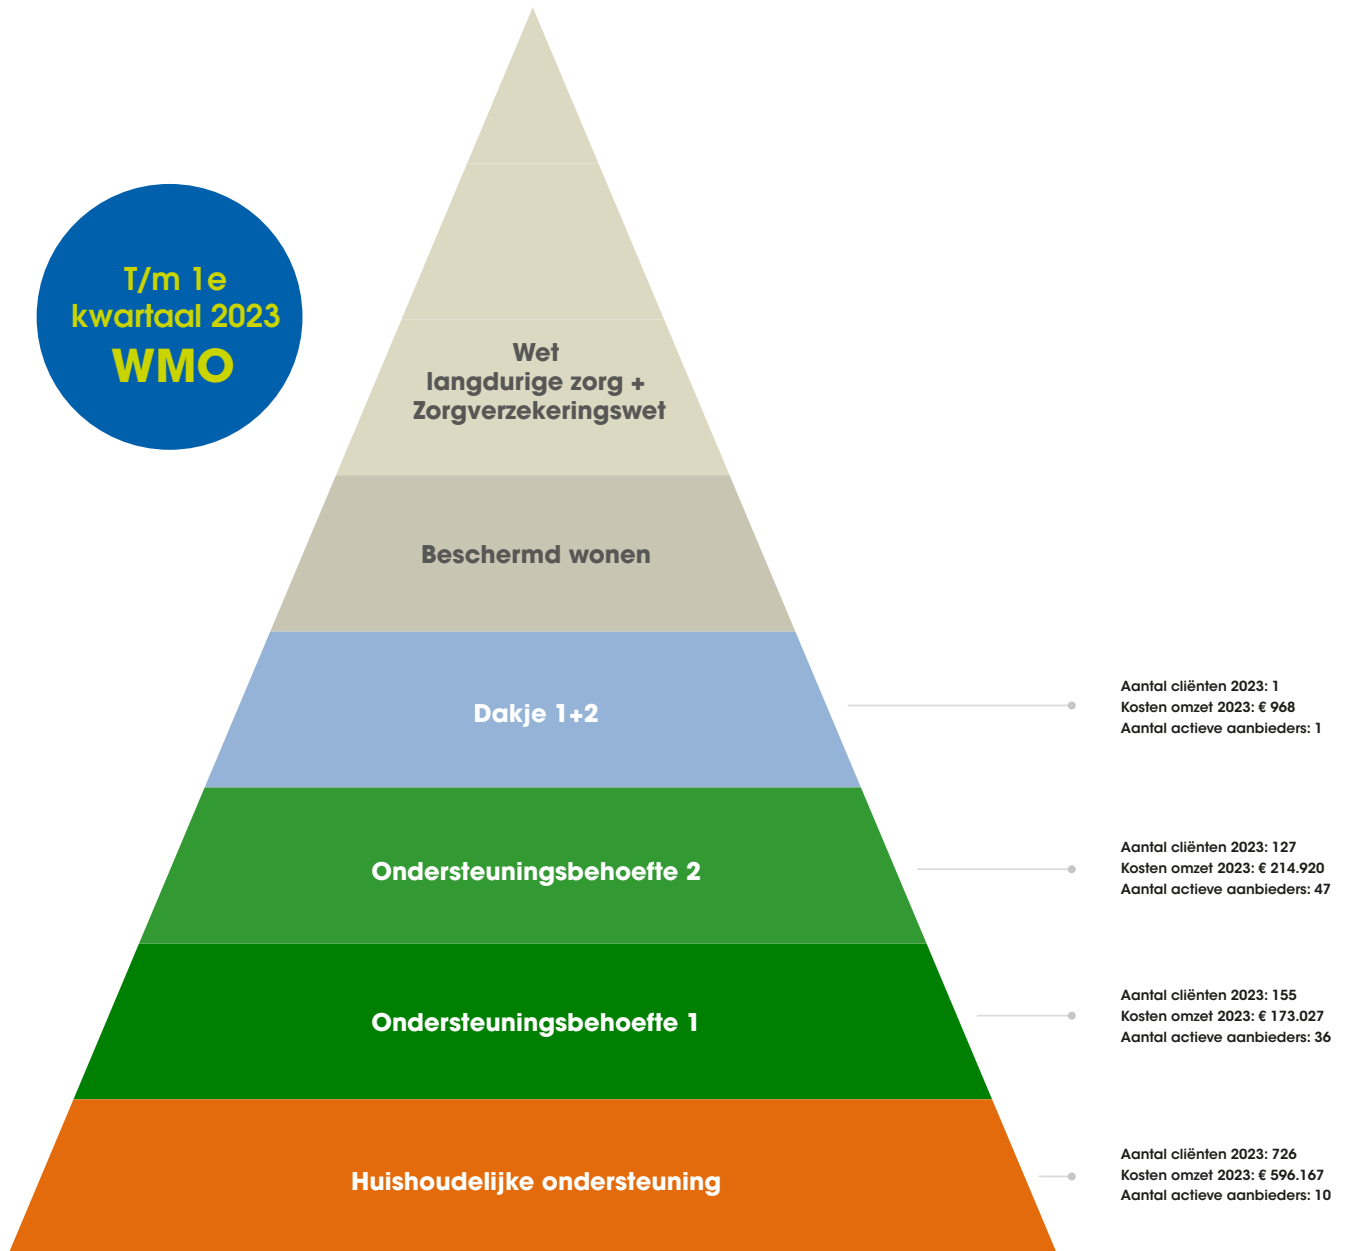 T/m 1e
kwartaal 2023
WMO
Wet
langdurige zorg +
Zorgverzekeringswet
Beschermd wonen
Dakje 1+2
Aantal cliënten 2023: 1
Kosten omzet 2023: € 968
Aantal actieve aanbieders: 1
Ondersteuningsbehoefte 2
Aantal cliënten 2023: 127
Kosten omzet 2023: € 214.920
Aantal actieve aanbieders: 47
Ondersteuningsbehoefte 1
Aantal cliënten 2023: 155
Kosten omzet 2023: € 173.027
Aantal actieve aanbieders: 36
Huishoudelijke ondersteuning
Aantal cliënten 2023: 726
Kosten omzet 2023: € 596.167
Aantal actieve aanbieders: 10